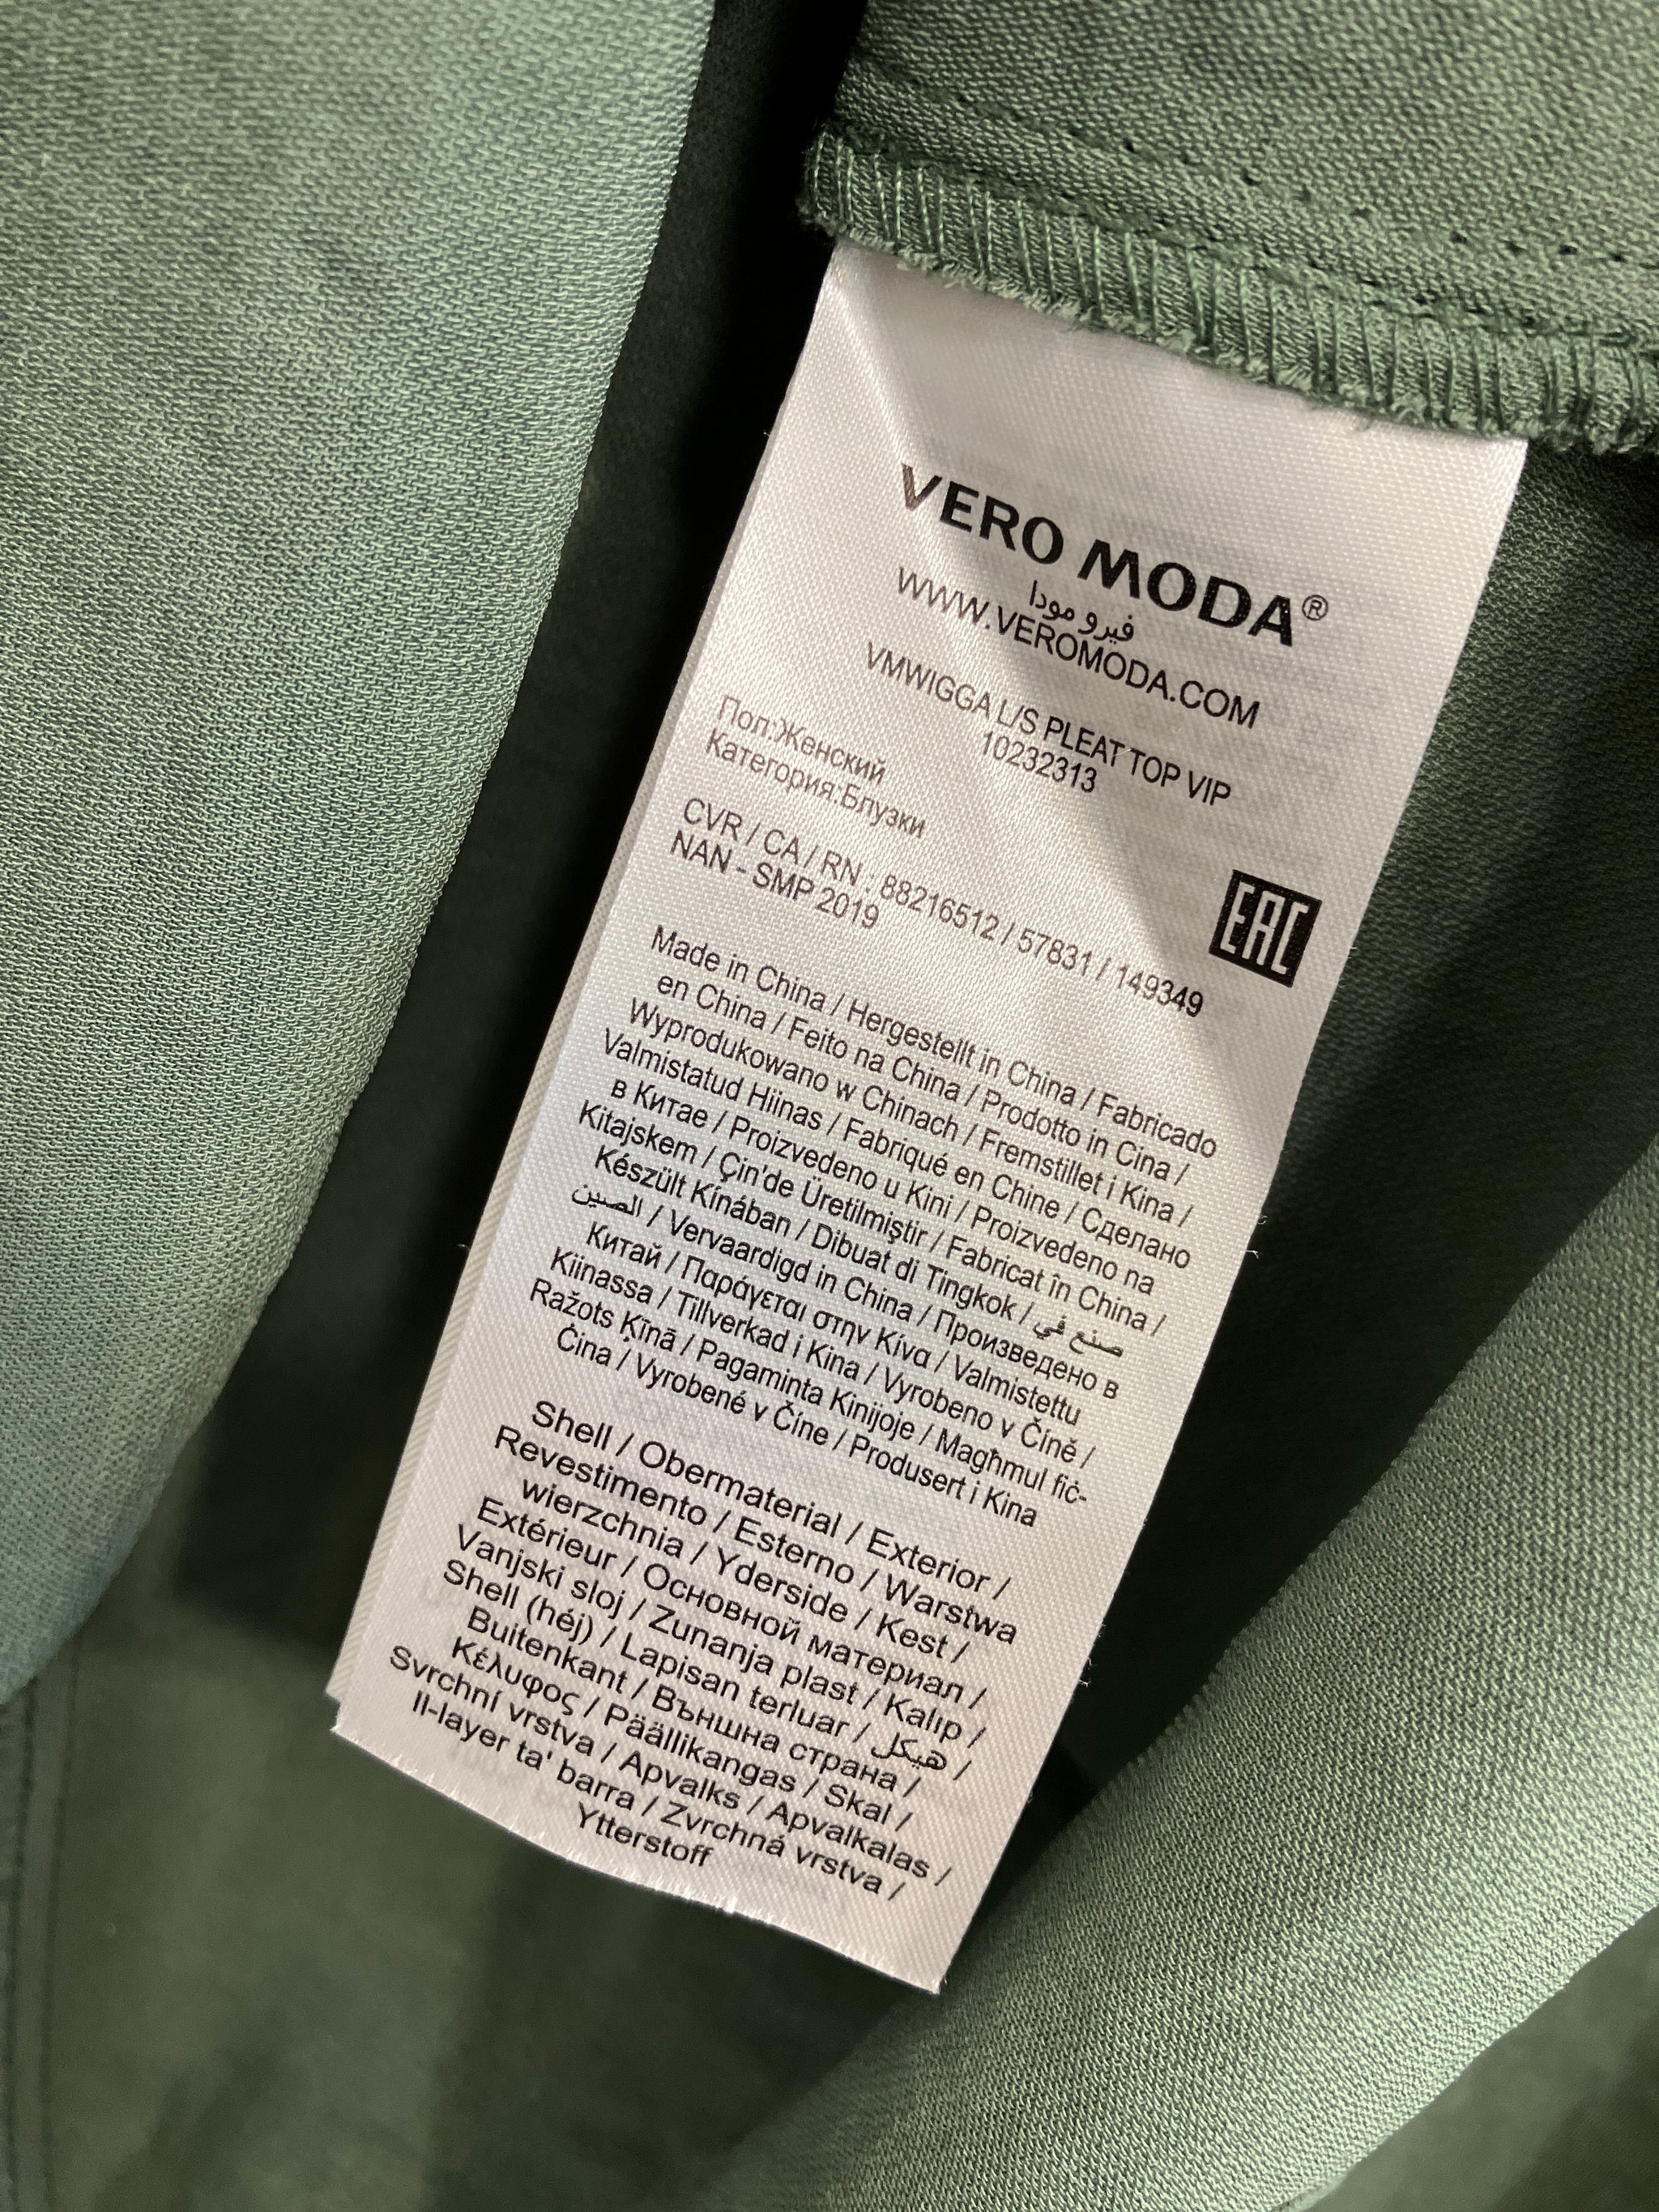 VERO MODA®
فيرو مودا
WWW.VEROMODA.COM
VMWIGGA L/S PLEAT TOP VIP
10232313
Пол:Женский
Категория:Блузки
EAC
CVR / CA / RN : 88216512 / 57831 / 149349
NAN - SMP 2019
Made in China / Hergestellt in China / Fabricado
en China / Feito na China / Prodotto in Cina /
Wyprodukowano w Chinach / Fremstillet i Kina /
Valmistatud Hiinas / Fabriqué en Chine / Сделано
в Китае / Proizvedeno u Kini / Proizvedeno na
Kitajskem / Çin'de Üretilmiştir / Fabricat în China /
Készült Kínában / Dibuat di Tingkok / صنع في
الصين / Vervaardigd in China / Произведено в
Китай / Παράγεται στην Κίνα / Valmistettu
Kiinassa / Tillverkad i Kina / Vyrobeno v Číně /
Ražots Ķīnā / Pagaminta Kinijoje / Magħmul fiċ-
Ċina / Vyrobené v Číne / Produsert i Kina
Shell / Obermaterial / Exterior /
Revestimento / Esterno / Warstwa
wierzchnia / Yderside / Kest /
Extérieur / Основной материал /
Vanjski sloj / Zunanja plast / Kalıp /
Shell (héj) / Lapisan terluar / هيكل /
Buitenkant / Външна страна /
Κέλυφος / Päällikangas / Skal /
Svrchní vrstva / Apvalks / Apvalkalas /
Il-layer ta' barra / Zvrchná vrstva /
Ytterstoff